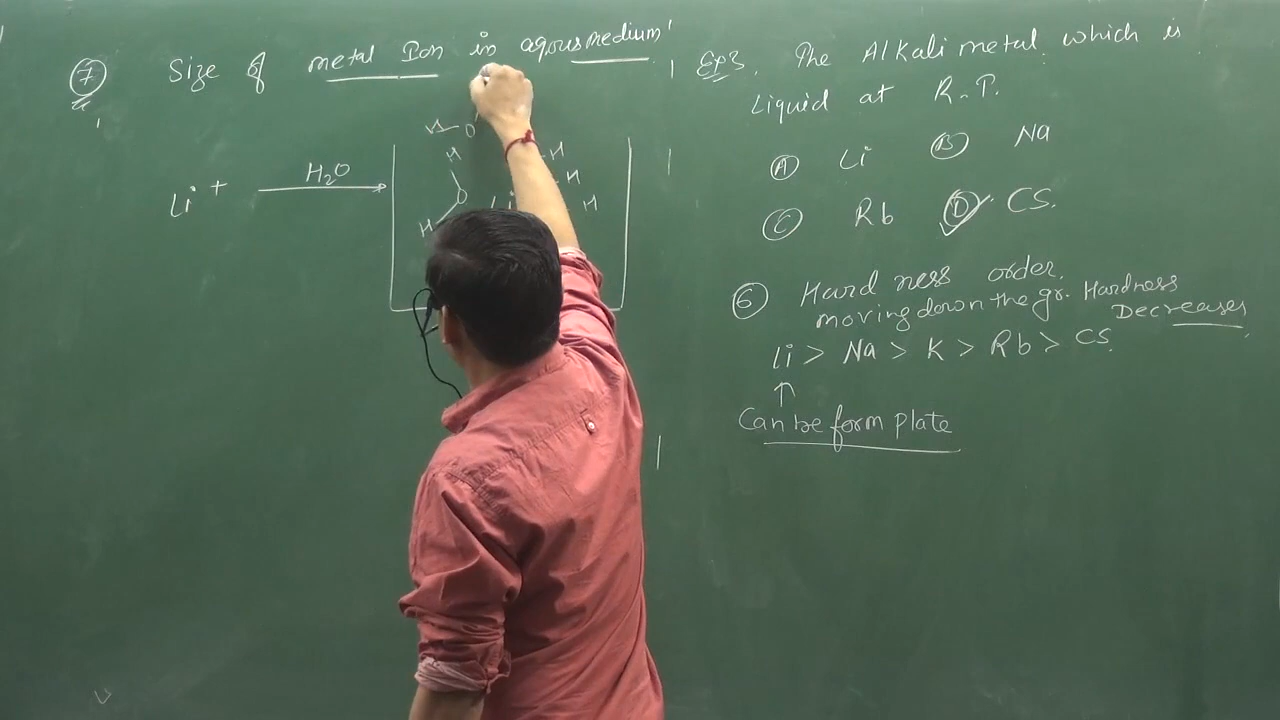 7 Size of metal Ion in aqous medium
Li+ H2O
H O
H
O Li
H
H
H
H
Ex 3. The Alkali metal which is
Liquid at R.P.
A Li B Na
C Rb D CS.
6 Hardness order.
moving down the gr. Hardness
Decreases
Li > Na > K > Rb > CS
↑
Can be form plate